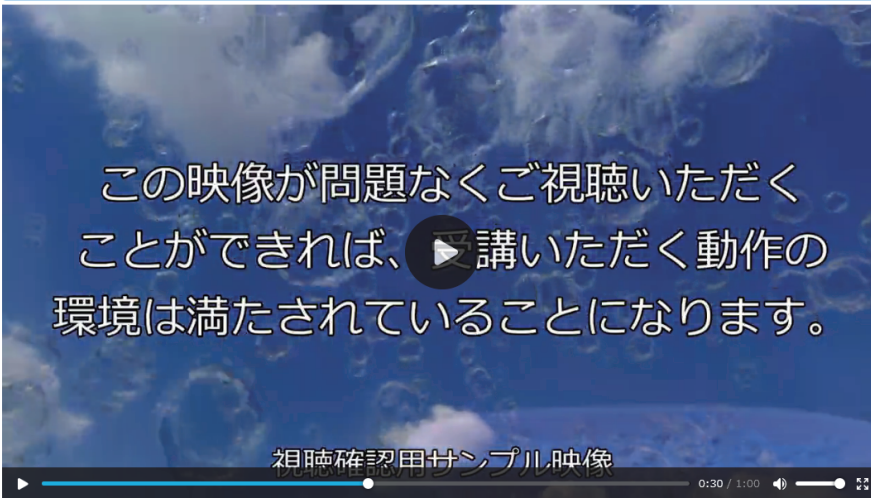 この映像が問題なくご視聴いただく
ことができれば、受講いただく動作の
環境は満たされていることになります。
視聴確認用サンプル映像
0:30 / 1:00